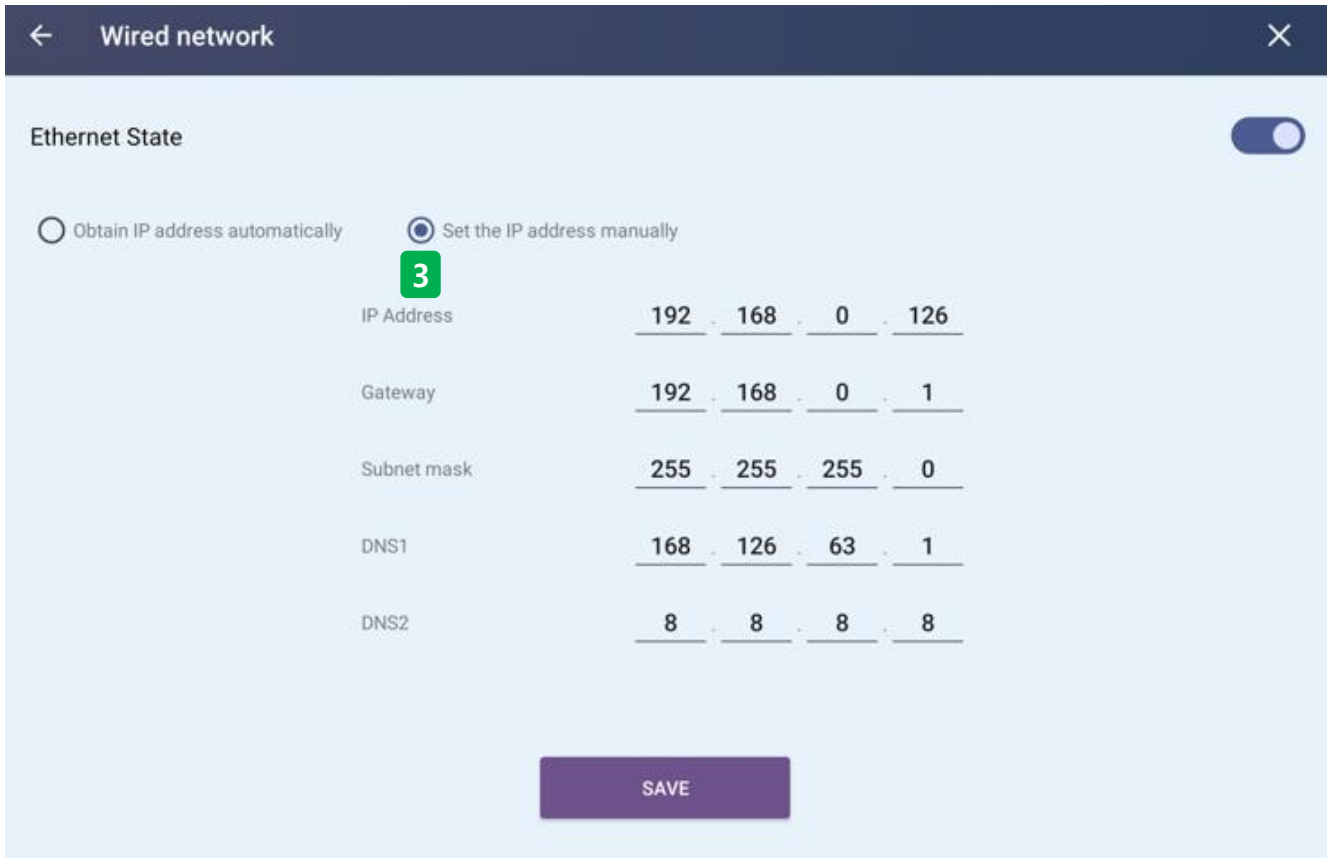 Wired network
Ethernet State
Obtain IP address automatically Set the IP address manually
3
IP Address 192 . 168 . 0 . 126
Gateway 192 . 168 . 0 . 1
Subnet mask 255 . 255 . 255 . 0
DNS1 168 . 126 . 63 . 1
DNS2 8 . 8 . 8 . 8
SAVE